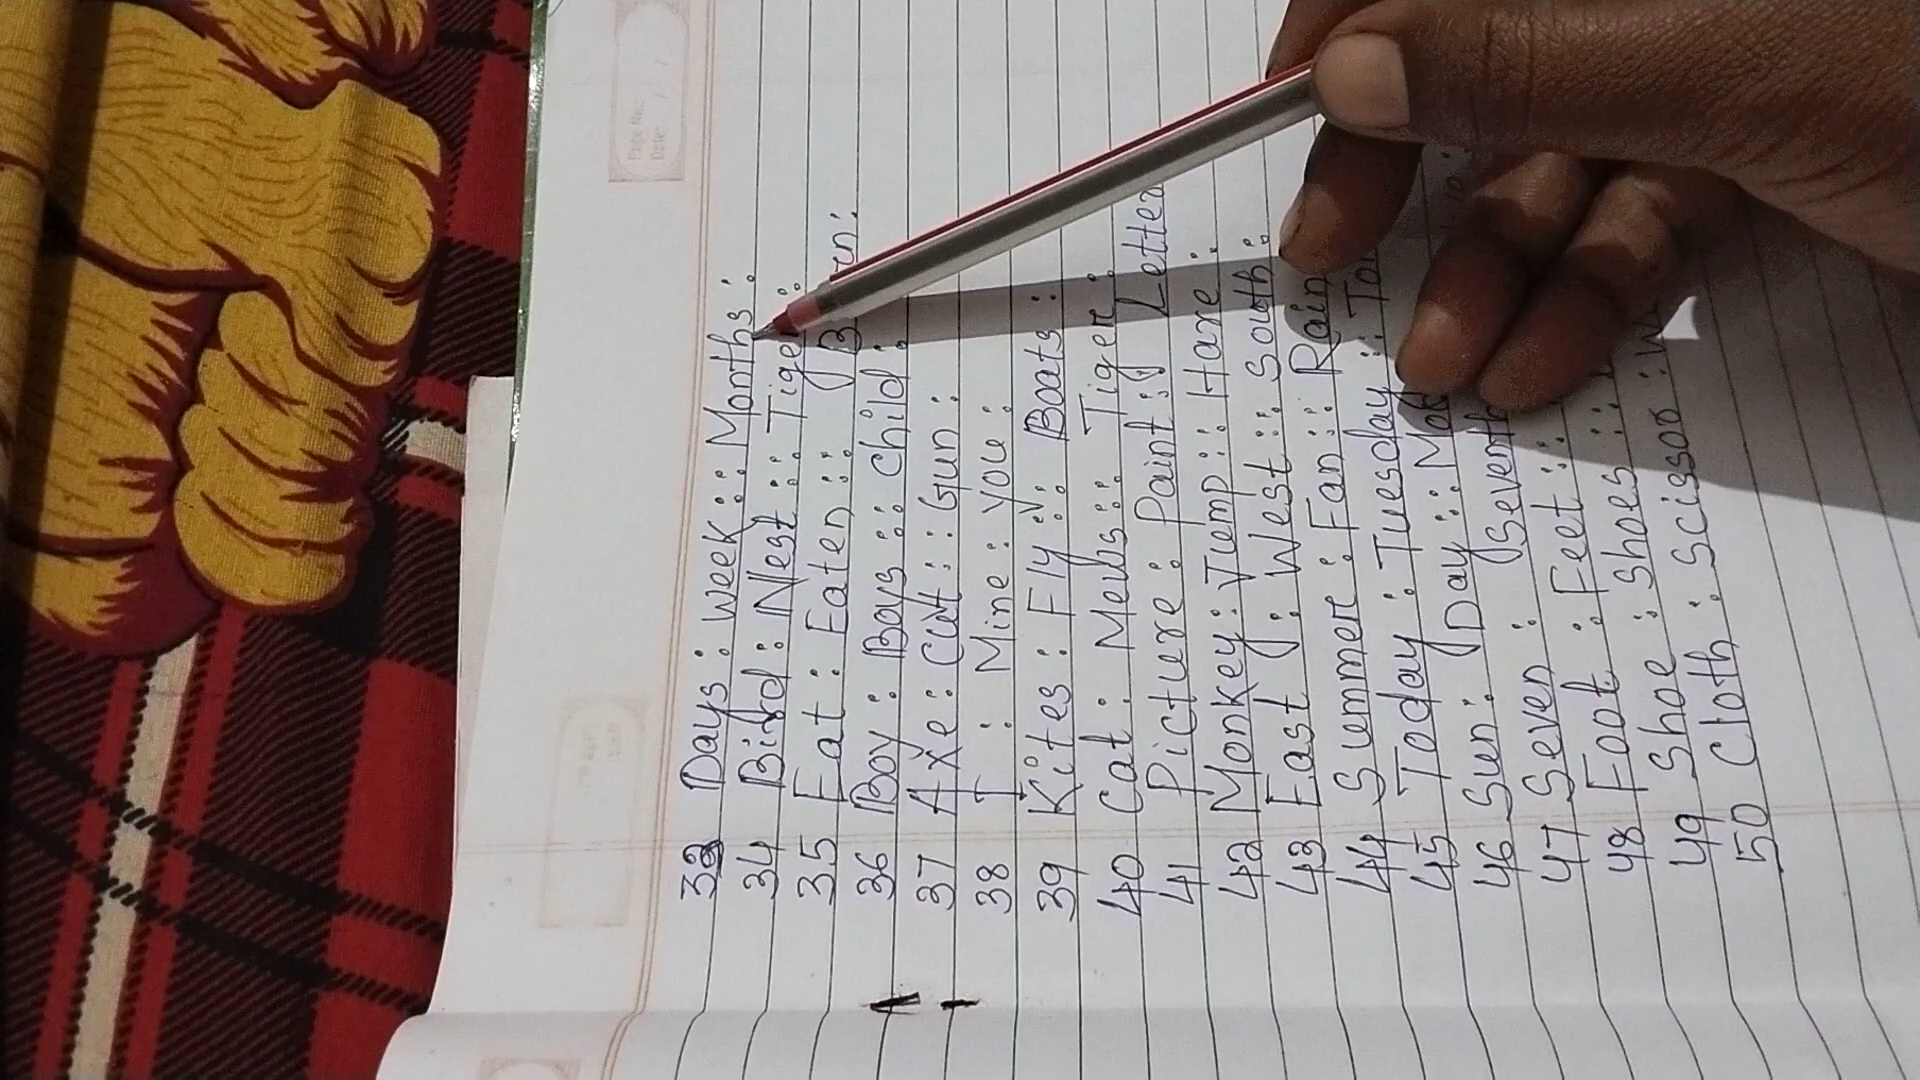 Page No.:
Date: / /
33 Days : Week :: Months :
34 Bird : Nest :: Tiger :
35 Eat : Eaten ::
36 Boy : Boys :: Child :
37 Axe : Cut :: Gun :
38 I : Mine : you :
39 Kites : Fly :: Boats :
40 Cat : Mews :: Tiger :
41 Picture : Paint : Letter
42 Monkey : Jump :: Hare :
43 East : West :: South :
44 Summer : Fan :: Rain
45 Today : Tuesday ::
46 Sun : Day ::
47 Seven :
48 Foot : Feet ::
49 Shoe : Shoes ::
50 Cloth : Scissor :